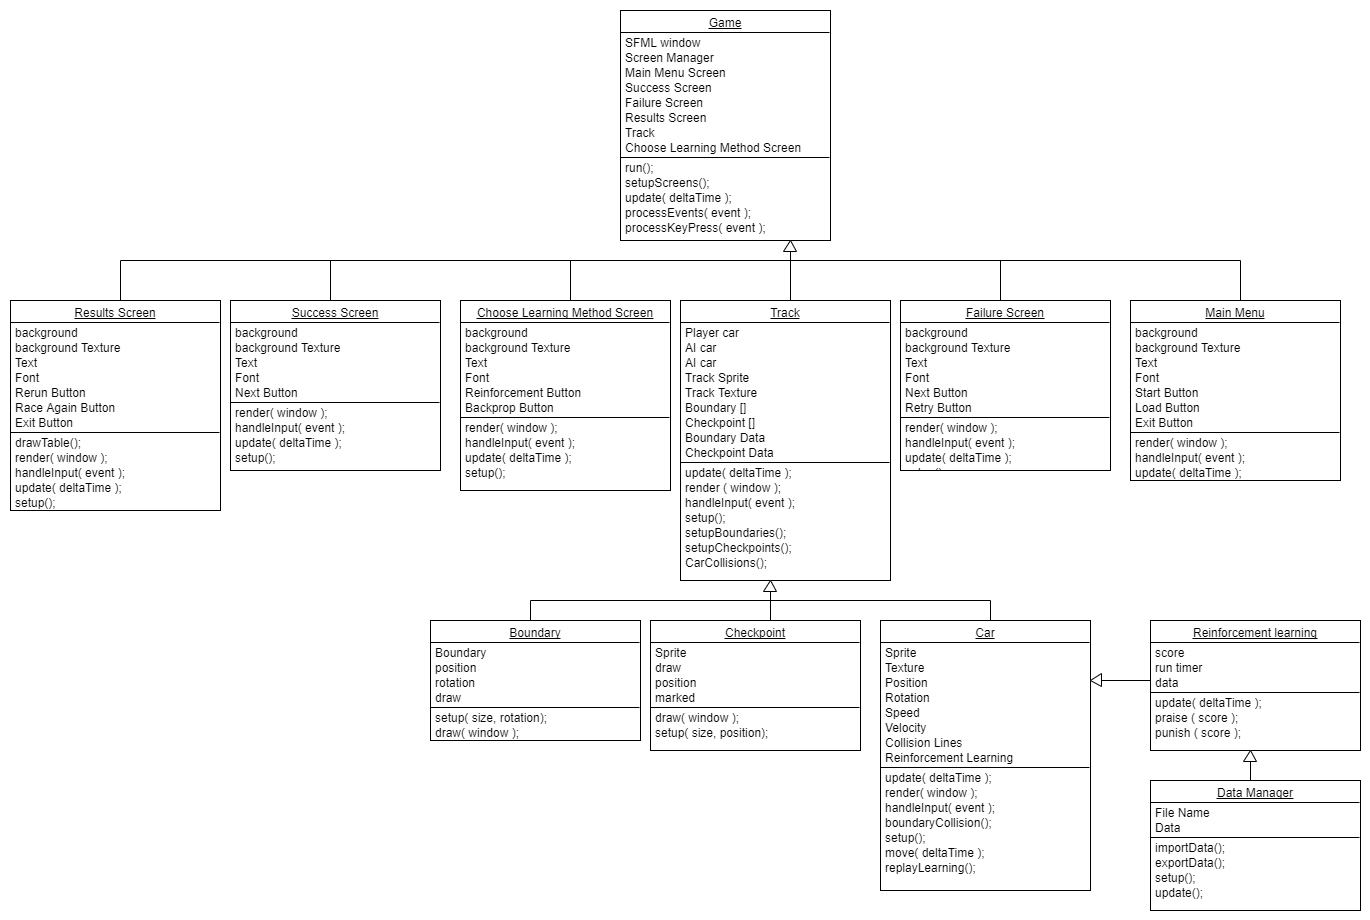 Game
SFML window
Screen Manager
Main Menu Screen
Success Screen
Failure Screen
Results Screen
Track
Choose Learning Method Screen
run();
setupScreens();
update( deltaTime );
processEvents( event );
processKeyPress( event );
Results Screen
background
background Texture
Text
Font
Rerun Button
Race Again Button
Exit Button
drawTable();
render( window );
handleInput( event );
update( deltaTime );
setup();
Success Screen
background
background Texture
Text
Font
Next Button
render( window );
handleInput( event );
update( deltaTime );
setup();
Choose Learning Method Screen
background
background Texture
Text
Font
Reinforcement Button
Backprop Button
render( window );
handleInput( event );
update( deltaTime );
setup();
Track
Player car
AI car
AI car
Track Sprite
Track Texture
Boundary []
Checkpoint []
Boundary Data
Checkpoint Data
update( deltaTime );
render ( window );
handleInput( event );
setup();
setupBoundaries();
setupCheckpoints();
CarCollisions();
Failure Screen
background
background Texture
Text
Font
Next Button
Retry Button
render( window );
handleInput( event );
update( deltaTime );
Main Menu
background
background Texture
Text
Font
Start Button
Load Button
Exit Button
render( window );
handleInput( event );
update( deltaTime );
Boundary
Boundary
position
rotation
draw
setup( size, rotation);
draw( window );
Checkpoint
Sprite
draw
position
marked
draw( window );
setup( size, position);
Car
Sprite
Texture
Position
Rotation
Speed
Velocity
Collision Lines
Reinforcement Learning
update( deltaTime );
render( window );
handleInput( event );
boundaryCollision();
setup();
move( deltaTime );
replayLearning();
Reinforcement learning
score
run timer
data
update( deltaTime );
praise ( score );
punish ( score );
Data Manager
File Name
Data
importData();
exportData();
setup();
update();